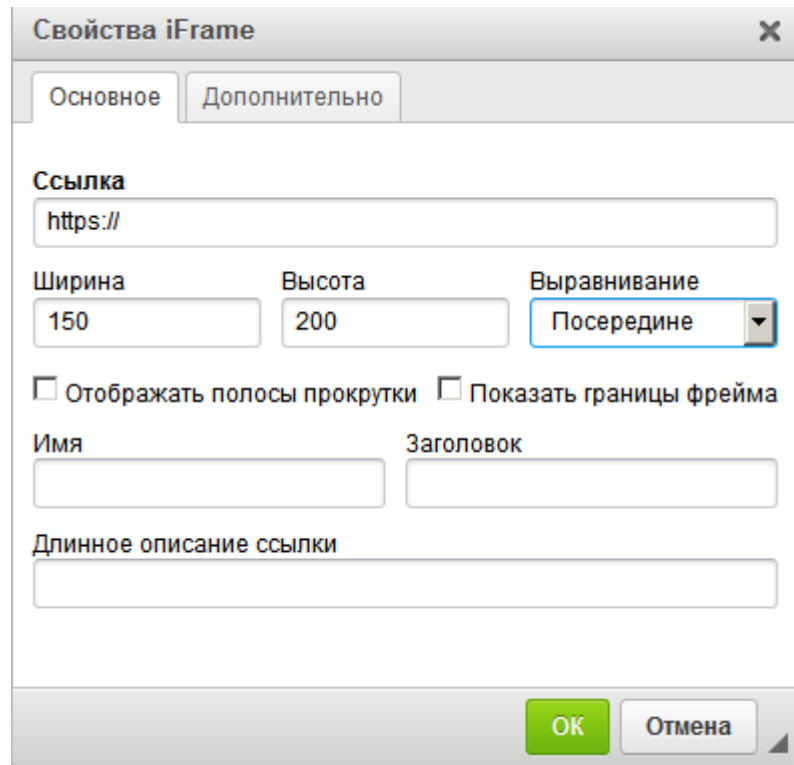 Свойства iFrame
Основное Дополнительно
Ссылка
https://
Ширина Высота Выравнивание
150 200 Посередине
Отображать полосы прокрутки Показать границы фрейма
Имя Заголовок
Длинное описание ссылки
ОК Отмена